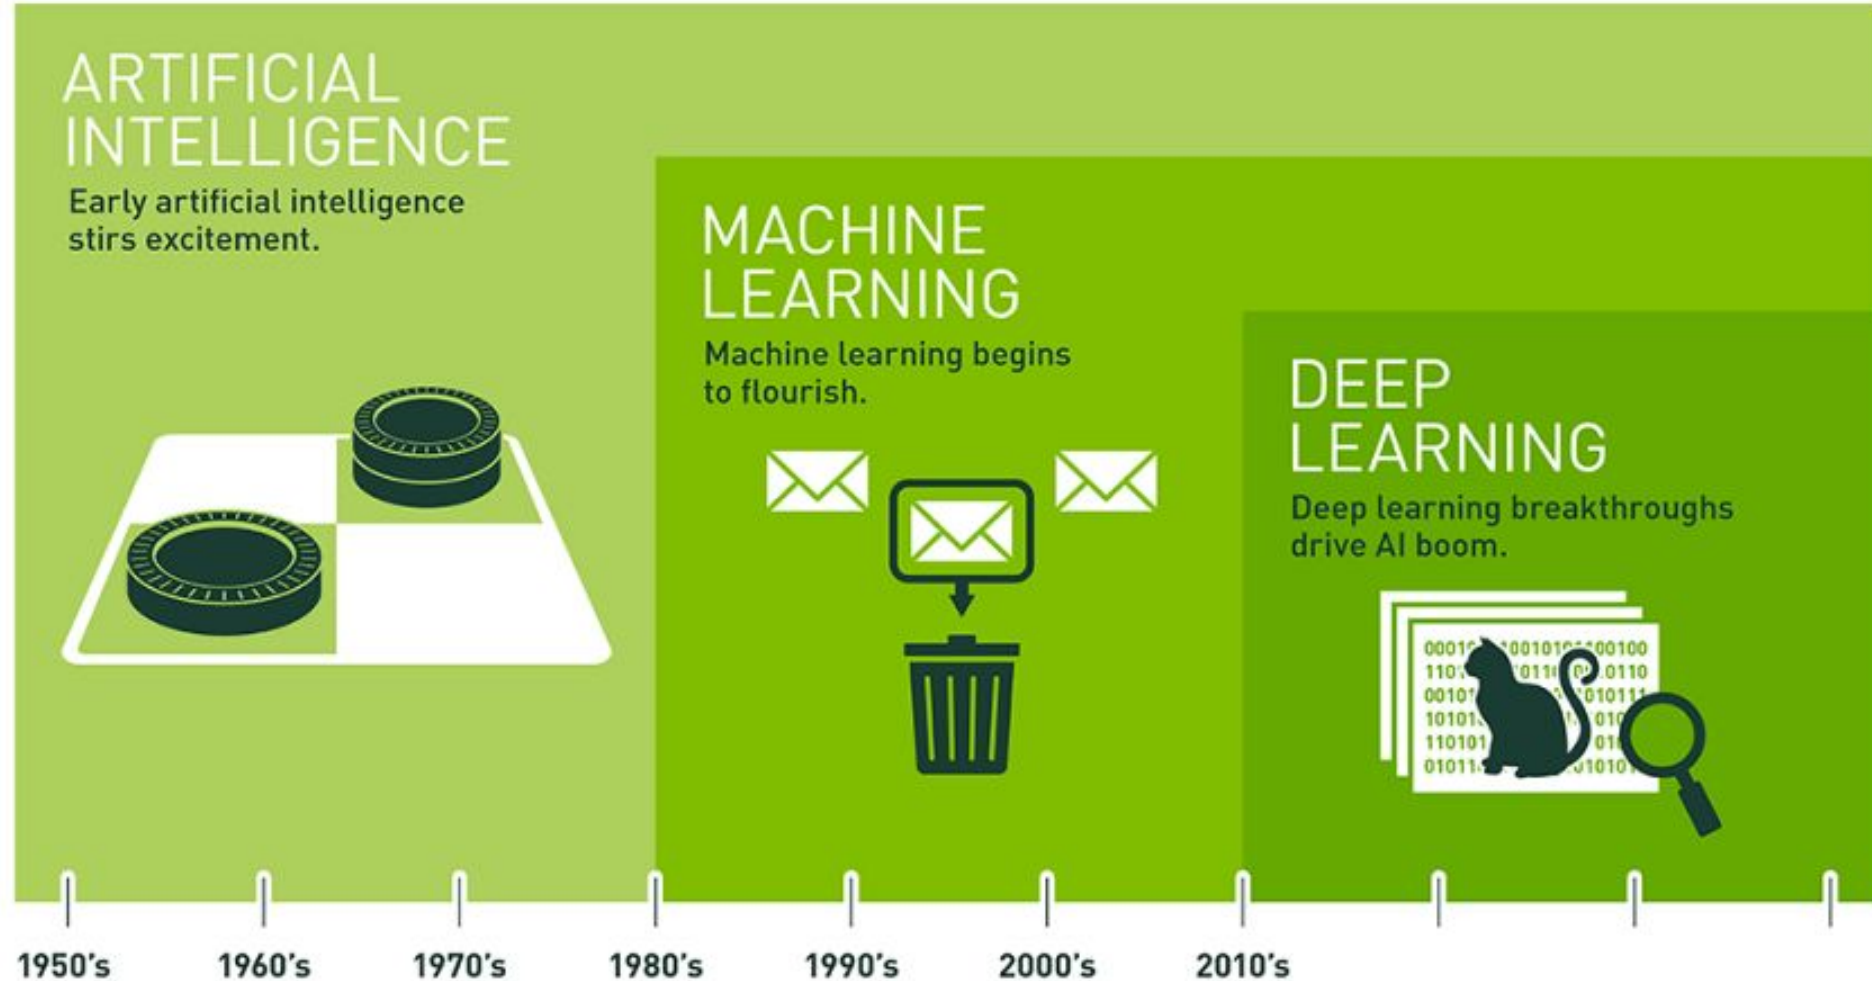 ARTIFICIAL
INTELLIGENCE
Early artificial intelligence
stirs excitement.
MACHINE
LEARNING
Machine learning begins
to flourish.
DEEP
LEARNING
Deep learning breakthroughs
drive AI boom.
1950's 1960's 1970's 1980's 1990's 2000's 2010's